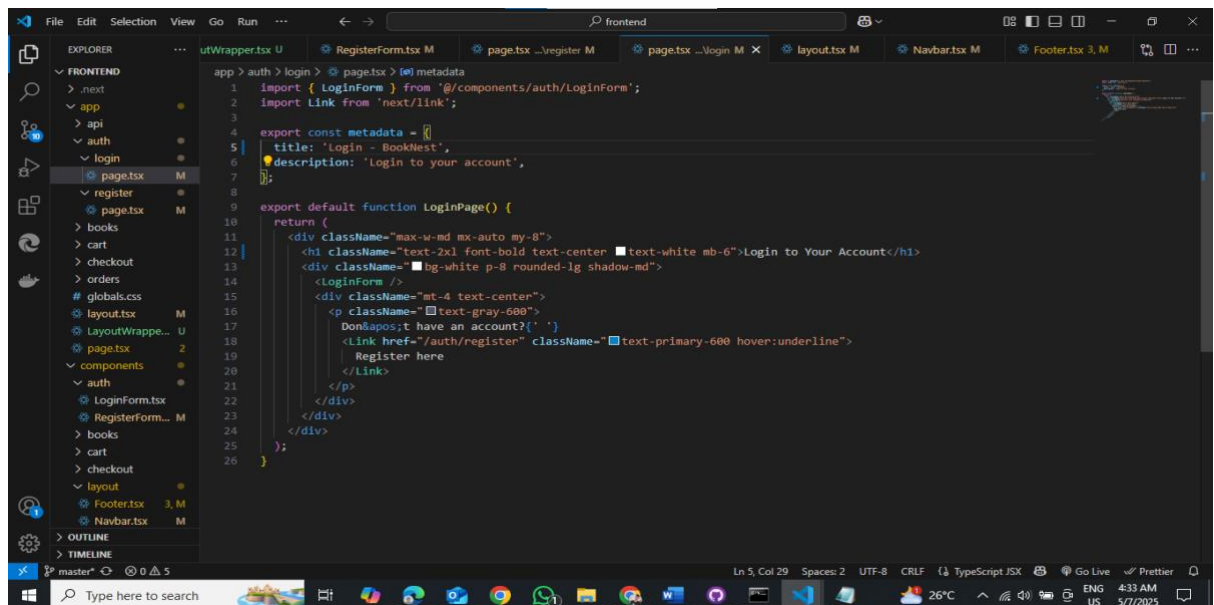 File Edit Selection View Go Run ···
frontend
EXPLORER ···
utWrapper.tsx U
RegisterForm.tsx M
page.tsx ...\register M
page.tsx ...\login M
layout.tsx M
Navbar.tsx M
Footer.tsx 3, M
FRONTEND
.next
app
api
auth
login
page.tsx M
register
page.tsx M
books
cart
checkout
orders
# globals.css
layout.tsx M
LayoutWrappe... U
page.tsx 2
components
auth
LoginForm.tsx
RegisterForm... M
books
cart
checkout
layout
Footer.tsx 3, M
Navbar.tsx M
OUTLINE
TIMELINE
app > auth > login > page.tsx > metadata
1 import { LoginForm } from '@/components/auth/LoginForm';
2 import Link from 'next/link';
3
4 export const metadata = {
5 title: 'Login - BookNest',
6 description: 'Login to your account',
7 };
8
9 export default function LoginPage() {
10 return (
11 <div className="max-w-md mx-auto my-8">
12 <h1 className="text-2xl font-bold text-center text-white mb-6">Login to Your Account</h1>
13 <div className="bg-white p-8 rounded-lg shadow-md">
14 <LoginForm />
15 <div className="mt-4 text-center">
16 <p className="text-gray-600">
17 Don&apos;t have an account?{' '}
18 <Link href="/auth/register" className="text-primary-600 hover:underline">
19 Register here
20 </Link>
21 </p>
22 </div>
23 </div>
24 </div>
25 );
26 }
master* 0 5
Ln 5, Col 29 Spaces: 2 UTF-8 CRLF TypeScript JSX Go Live Prettier
Type here to search
26°C
ENG
US
4:33 AM
5/7/2025